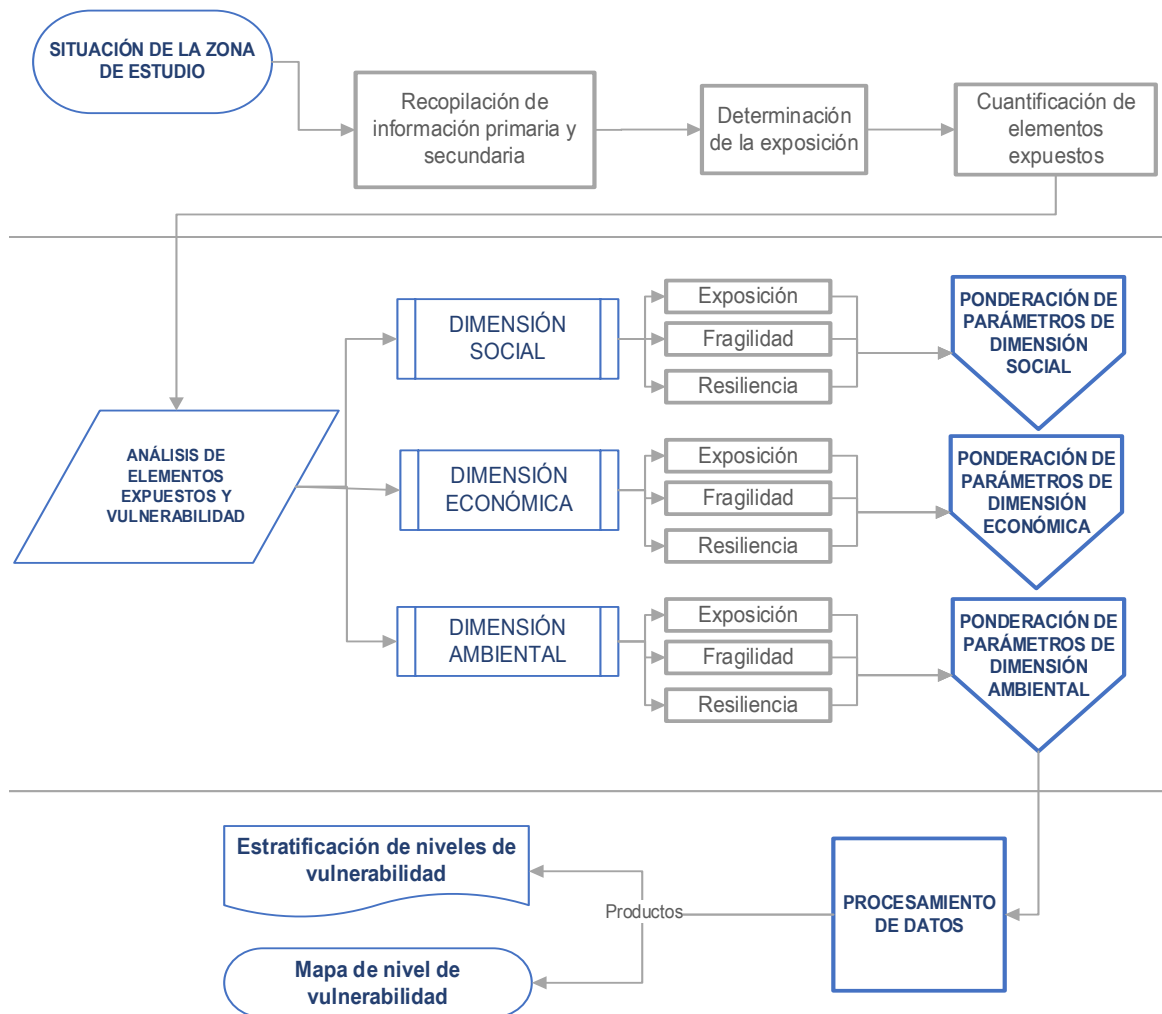 SITUACIÓN DE LA ZONA
DE ESTUDIO
Recopilación de
información primaria y
secundaria
Determinación
de la exposición
Cuantificación de
elementos
expuestos
ANÁLISIS DE
ELEMENTOS
EXPUESTOS Y
VULNERABILIDAD
DIMENSIÓN
SOCIAL
Exposición
Fragilidad
Resiliencia
PONDERACIÓN DE
PARÁMETROS DE
DIMENSIÓN
SOCIAL
DIMENSIÓN
ECONÓMICA
Exposición
Fragilidad
Resiliencia
PONDERACIÓN DE
PARÁMETROS DE
DIMENSIÓN
ECONÓMICA
DIMENSIÓN
AMBIENTAL
Exposición
Fragilidad
Resiliencia
PONDERACIÓN DE
PARÁMETROS DE
DIMENSIÓN
AMBIENTAL
PROCESAMIENTO
DE DATOS
Productos
Estratificación de niveles de
vulnerabilidad
Mapa de nivel de
vulnerabilidad